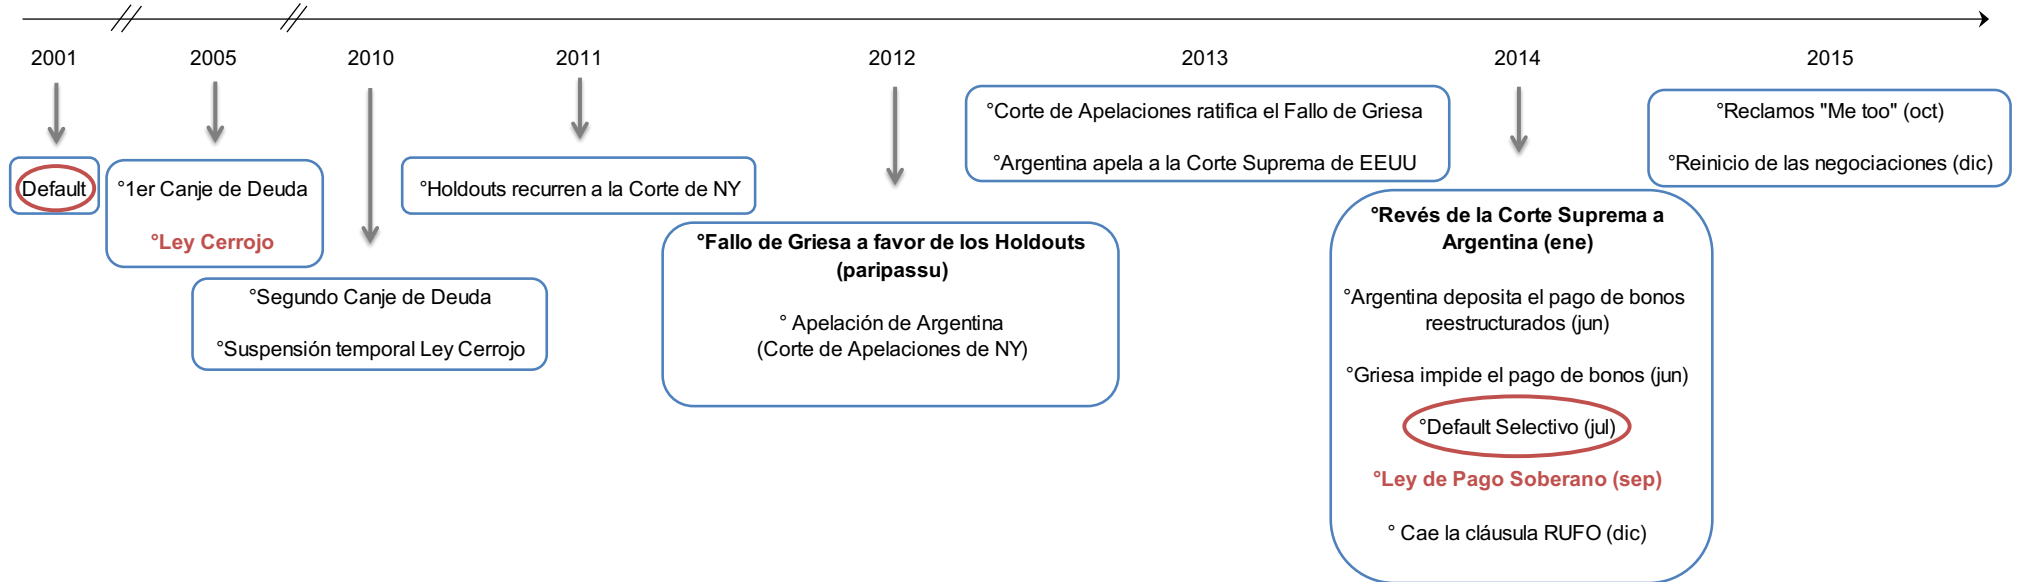 2001
2005
2010
2011
2012
2013
2014
2015
Default
°1er Canje de Deuda
°Ley Cerrojo
°Segundo Canje de Deuda
°Suspensión temporal Ley Cerrojo
°Holdouts recurren a la Corte de NY
°Fallo de Griesa a favor de los Holdouts
(paripassu)
° Apelación de Argentina
(Corte de Apelaciones de NY)
°Corte de Apelaciones ratifica el Fallo de Griesa
°Argentina apela a la Corte Suprema de EEUU
°Revés de la Corte Suprema a
Argentina (ene)
°Argentina deposita el pago de bonos
reestructurados (jun)
°Griesa impide el pago de bonos (jun)
°Default Selectivo (jul)
°Ley de Pago Soberano (sep)
° Cae la cláusula RUFO (dic)
°Reclamos "Me too" (oct)
°Reinicio de las negociaciones (dic)